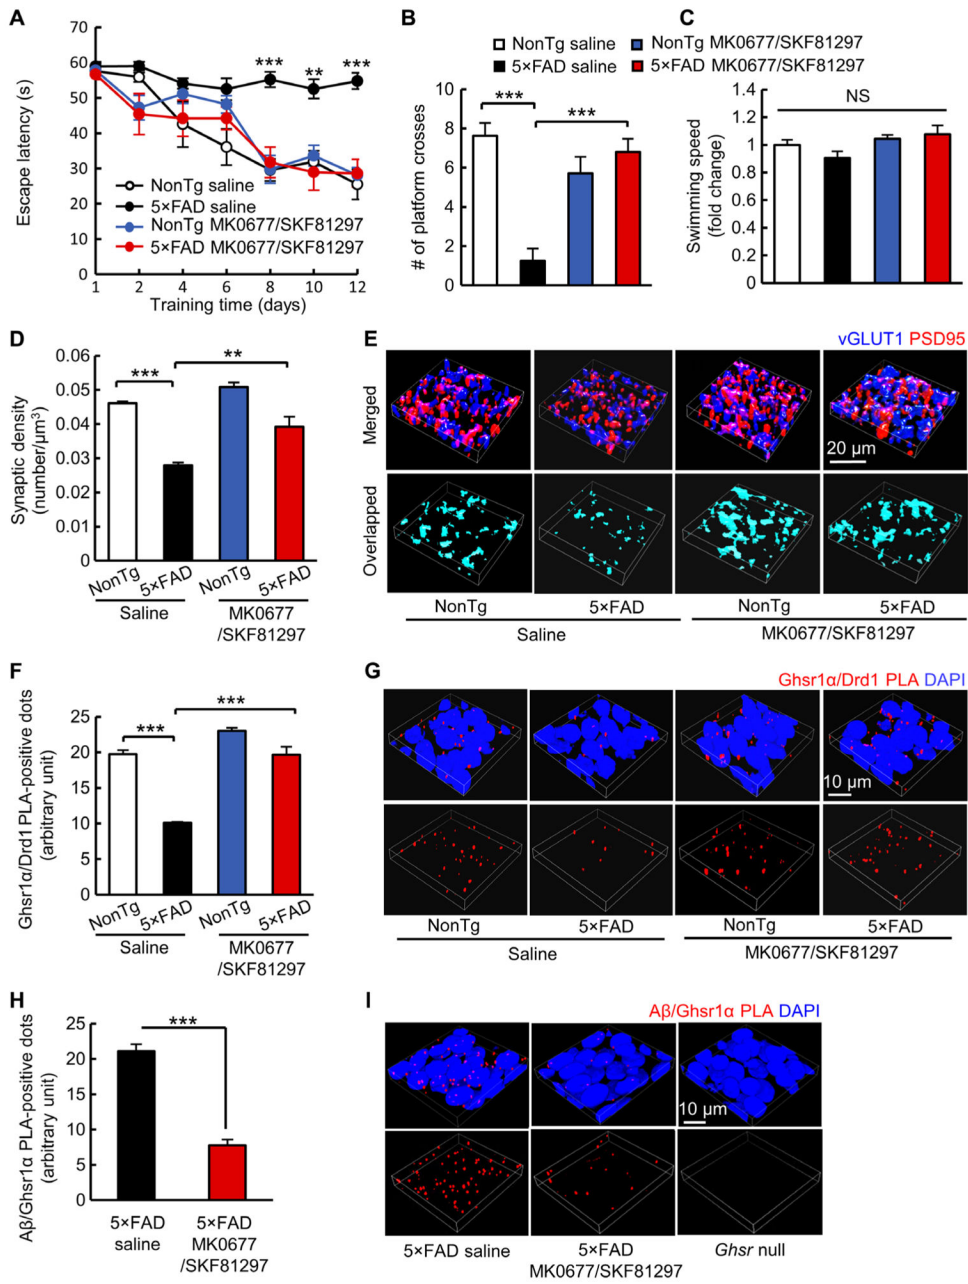 A
Escape latency (s)
70
60
50
40
30
20
10
0
***
**
***
NonTg saline
5×FAD saline
NonTg MK0677/SKF81297
5×FAD MK0677/SKF81297
1 2 4 6 8 10 12
Training time (days)
B
NonTg saline
NonTg MK0677/SKF81297
5×FAD saline
5×FAD MK0677/SKF81297
# of platform crosses
10
8
6
4
2
0
***
***
C
Swimming speed
(fold change)
1.4
1.2
1
0.8
0.6
0.4
0.2
0
NS
D
Synaptic density
(number/µm³)
0.06
0.05
0.04
0.03
0.02
0.01
0
***
**
NonTg 5×FAD NonTg 5×FAD
Saline
MK0677
/SKF81297
E
vGLUT1 PSD95
Merged
20 µm
Overlapped
NonTg 5×FAD NonTg 5×FAD
Saline
MK0677/SKF81297
F
Ghsr1α/Drd1 PLA-positive dots
(arbitrary unit)
25
20
15
10
5
0
***
***
NonTg 5×FAD NonTg 5×FAD
Saline
MK0677
/SKF81297
G
Ghsr1α/Drd1 PLA DAPI
10 µm
NonTg 5×FAD NonTg 5×FAD
Saline
MK0677/SKF81297
H
Aβ/Ghsr1α PLA-positive dots
(arbitrary unit)
25
20
15
10
5
0
***
5×FAD
saline
5×FAD
MK0677
/SKF81297
I
Aβ/Ghsr1α PLA DAPI
10 µm
5×FAD saline
5×FAD
MK0677/SKF81297
Ghsr null